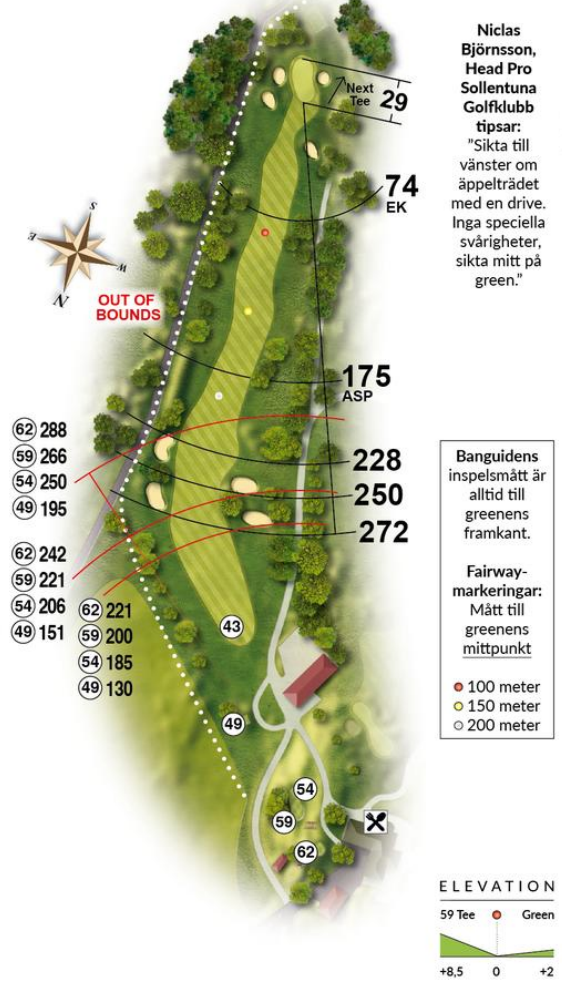 Niclas
Björnsson,
Head Pro
Sollentuna
Golfklubb
tipsar:
”Sikta till
vänster om
äppelträdet
med en drive.
Inga speciella
svårigheter,
sikta mitt på
green.”
Next
Tee
29
74
EK
S
W
N
OUT OF
BOUNDS
175
ASP
228
250
272
62 288
59 266
54 250
49 195
62 242
59 221
54 206
49 151
62 221
59 200
54 185
49 130
43
49
54
59
62
Banguidens
inspelsmått är
alltid till
greenens
framkant.
Fairway-
markeringar:
Mått till
greenens
mittpunkt
100 meter
150 meter
200 meter
ELEVATION
59 Tee Green
+8,5 0 +2